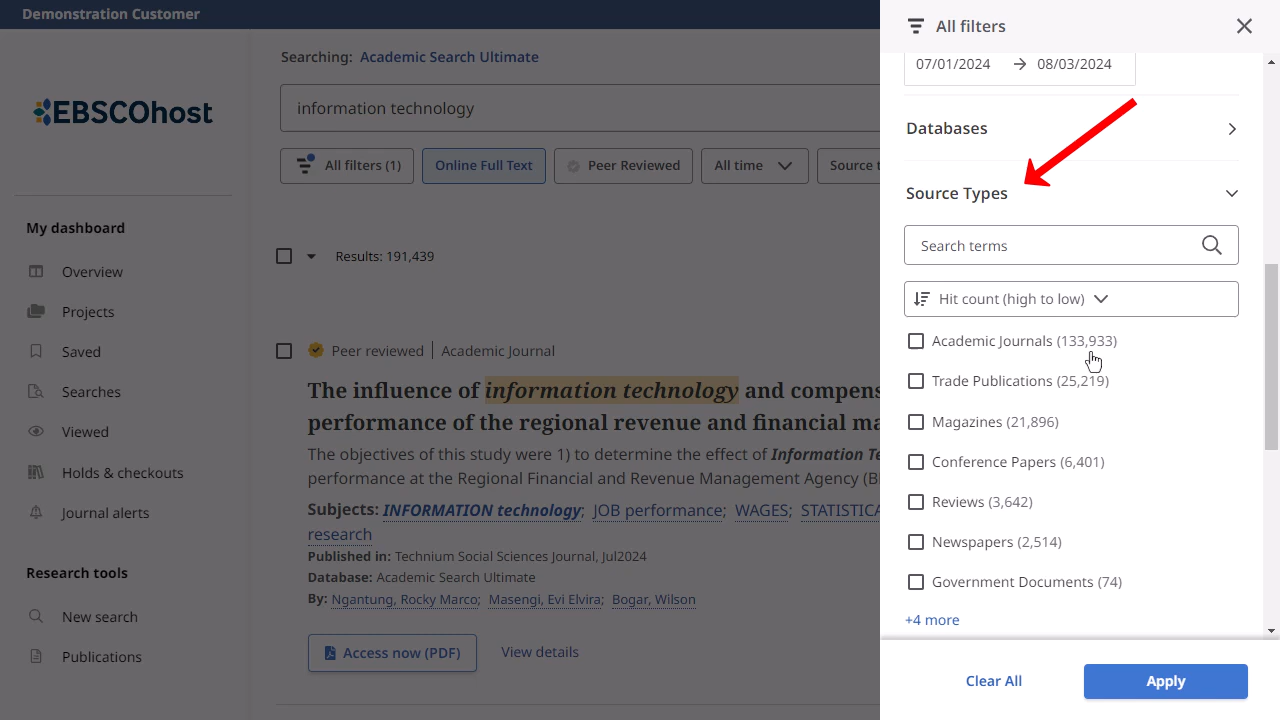 Demonstration Customer
EBSCOhost
My dashboard
Overview
Projects
Saved
Searches
Viewed
Holds & checkouts
Journal alerts
Research tools
New search
Publications
Searching: Academic Search Ultimate
information technology
All filters (1) Online Full Text Peer Reviewed All time Source t
Results: 191,439
Peer reviewed Academic Journal
The influence of information technology and compens
performance of the regional revenue and financial ma
The objectives of this study were 1) to determine the effect of Information Te
performance at the Regional Financial and Revenue Management Agency (B
Subjects: INFORMATION technology; JOB performance; WAGES; STATISTICA
research
Published in: Technium Social Sciences Journal, Jul2024
Database: Academic Search Ultimate
By: Ngantung, Rocky Marco; Masengi, Evi Elvira; Bogar, Wilson
Access now (PDF) View details
All filters
07/01/2024 08/03/2024
Databases
Source Types
Search terms
Hit count (high to low)
Academic Journals (133,933)
Trade Publications (25,219)
Magazines (21,896)
Conference Papers (6,401)
Reviews (3,642)
Newspapers (2,514)
Government Documents (74)
+4 more
Clear All Apply